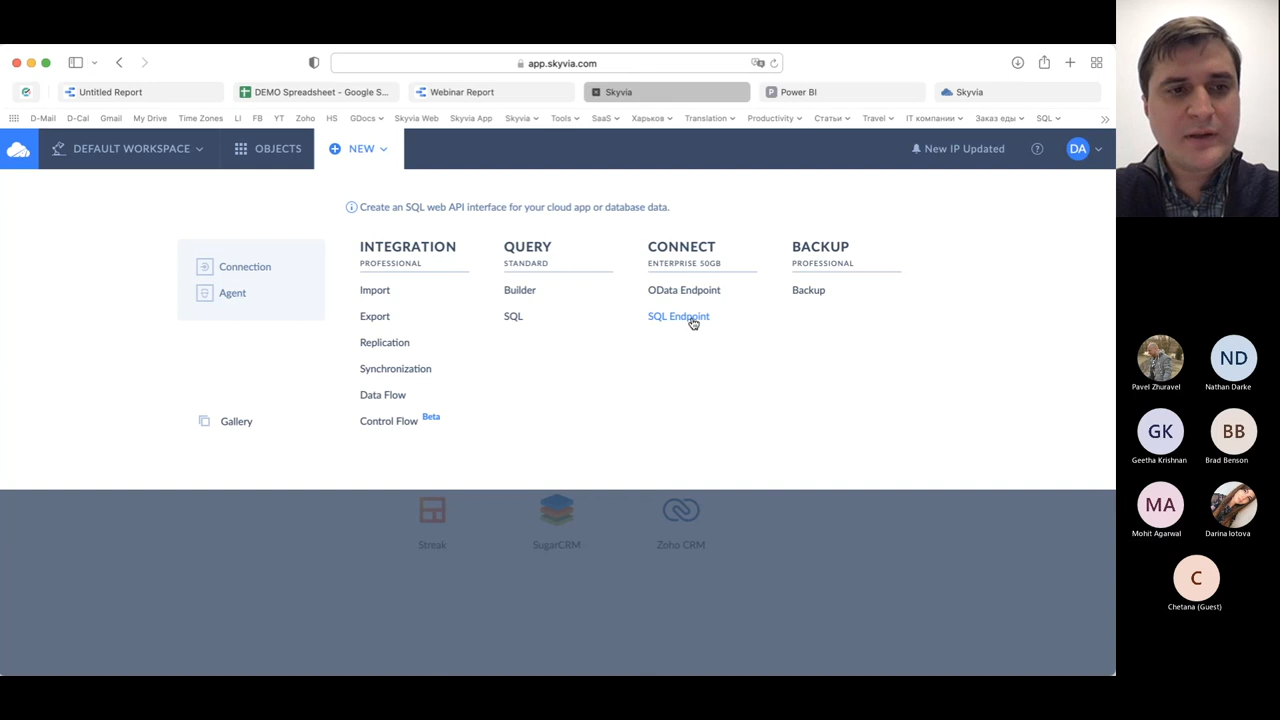 app.skyvia.com
Untitled Report
DEMO Spreadsheet - Google S...
Webinar Report
Skyvia
Power BI
Skyvia
D-Mail
D-Cal
Gmail
My Drive
Time Zones
LI
FB
YT
Zoho
HS
GDocs
Skyvia Web
Skyvia App
Skyvia
Tools
SaaS
Харьков
Translation
Productivity
Статьи
Travel
IT компании
Заказ еды
SQL
DEFAULT WORKSPACE
OBJECTS
NEW
New IP Updated
DA
Create an SQL web API interface for your cloud app or database data.
Connection
Agent
Gallery
INTEGRATION
PROFESSIONAL
Import
Export
Replication
Synchronization
Data Flow
Control Flow Beta
QUERY
STANDARD
Builder
SQL
CONNECT
ENTERPRISE 50GB
OData Endpoint
SQL Endpoint
BACKUP
PROFESSIONAL
Backup
Streak
SugarCRM
Zoho CRM
Pavel Zhuravel
ND
Nathan Darke
GK
Geetha Krishnan
BB
Brad Benson
MA
Mohit Agarwal
Darina Iotova
C
Chetana (Guest)